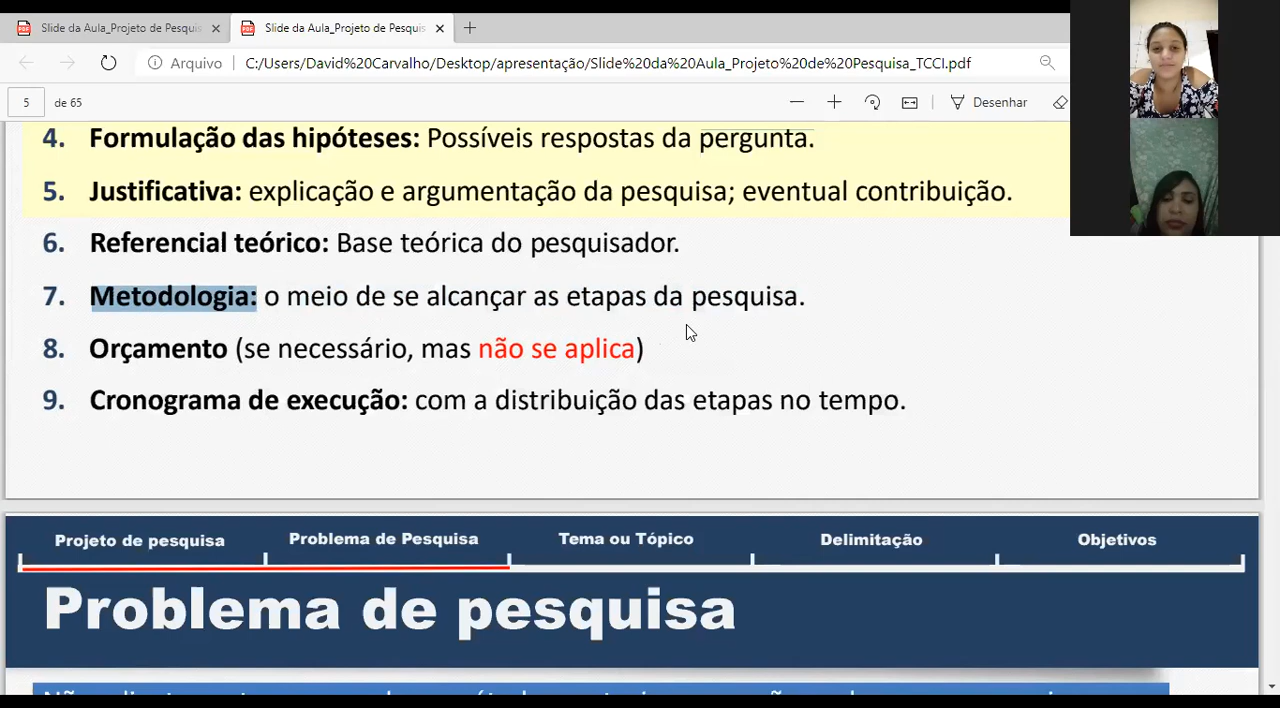 Slide da Aula_Projeto de Pesquis
Slide da Aula_Projeto de Pesquis
Arquivo
C:/Users/David%20Carvalho/Desktop/apresentação/Slide%20da%20Aula_Projeto%20de%20Pesquisa_TCCI.pdf
5 de 65
Desenhar
4. Formulação das hipóteses: Possíveis respostas da pergunta.
5. Justificativa: explicação e argumentação da pesquisa; eventual contribuição.
6. Referencial teórico: Base teórica do pesquisador.
7. Metodologia: o meio de se alcançar as etapas da pesquisa.
8. Orçamento (se necessário, mas não se aplica)
9. Cronograma de execução: com a distribuição das etapas no tempo.
Projeto de pesquisa
Problema de Pesquisa
Tema ou Tópico
Delimitação
Objetivos
Problema de pesquisa